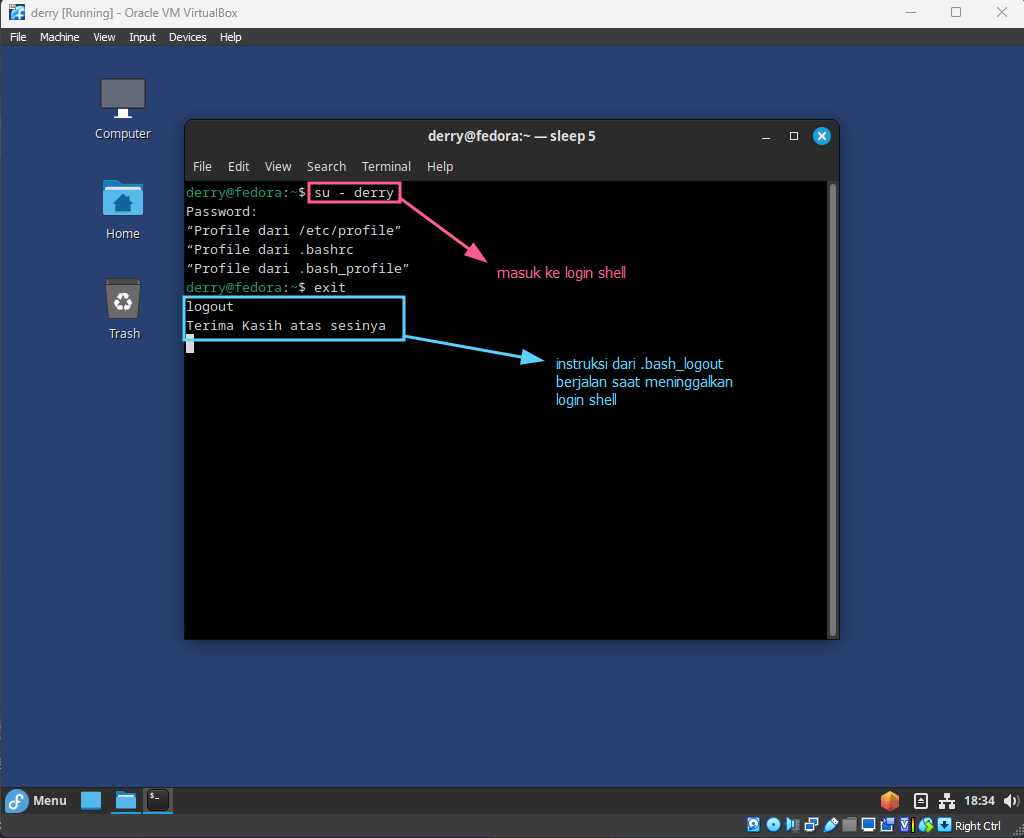 derry [Running] - Oracle VM VirtualBox
File Machine View Input Devices Help
Computer
Home
Trash
derry@fedora:~ — sleep 5
File Edit View Search Terminal Help
derry@fedora:~$ su - derry
Password:
“Profile dari /etc/profile”
“Profile dari .bashrc
“Profile dari .bash_profile”
masuk ke login shell
derry@fedora:~$ exit
logout
Terima Kasih atas sesinya
instruksi dari .bash_logout
berjalan saat meninggalkan
login shell
Menu
18:34
Right Ctrl